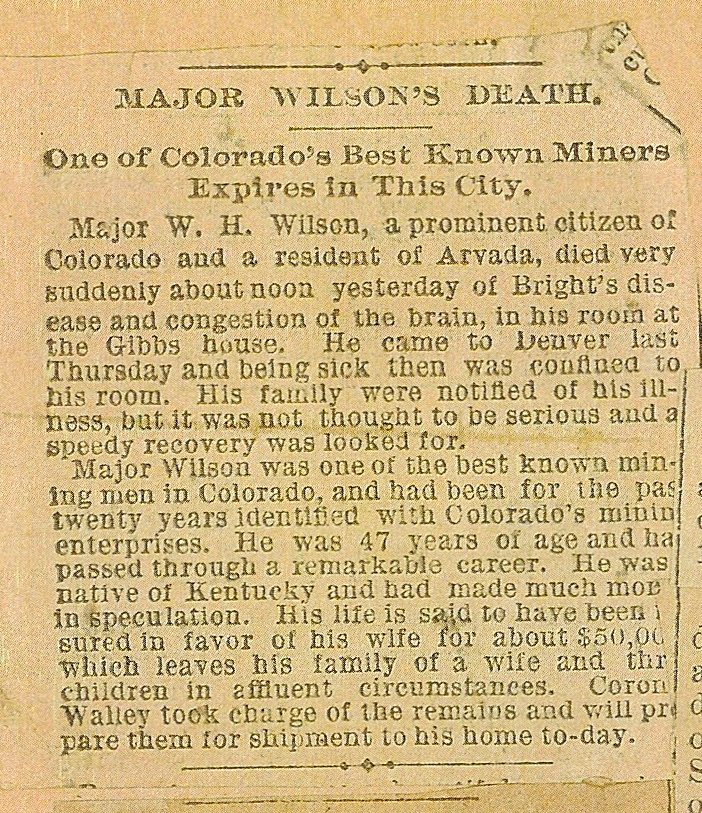 MAJOR WILSON'S DEATH.
One of Colorado's Best Known Miners
Expires in This City.
Major W. H. Wilson, a prominent citizen of
Colorado and a resident of Arvada, died very
suddenly about noon yesterday of Bright's dis-
ease and congestion of the brain, in his room at
the Gibbs house. He came to Denver last
Thursday and being sick then was confined to
his room. His family were notified of his ill-
ness, but it was not thought to be serious and a
speedy recovery was looked for.
Major Wilson was one of the best known min-
ing men in Colorado, and had been for the pas
twenty years identified with Colorado's minin
enterprises. He was 47 years of age and ha
passed through a remarkable career. He was
native of Kentucky and had made much mon
in speculation. His life is said to have been i
sured in favor of his wife for about $50,00
which leaves his family of a wife and thr
children in affluent circumstances. Coron
Walley took charge of the remains and will pre
pare them for shipment to his home to-day.